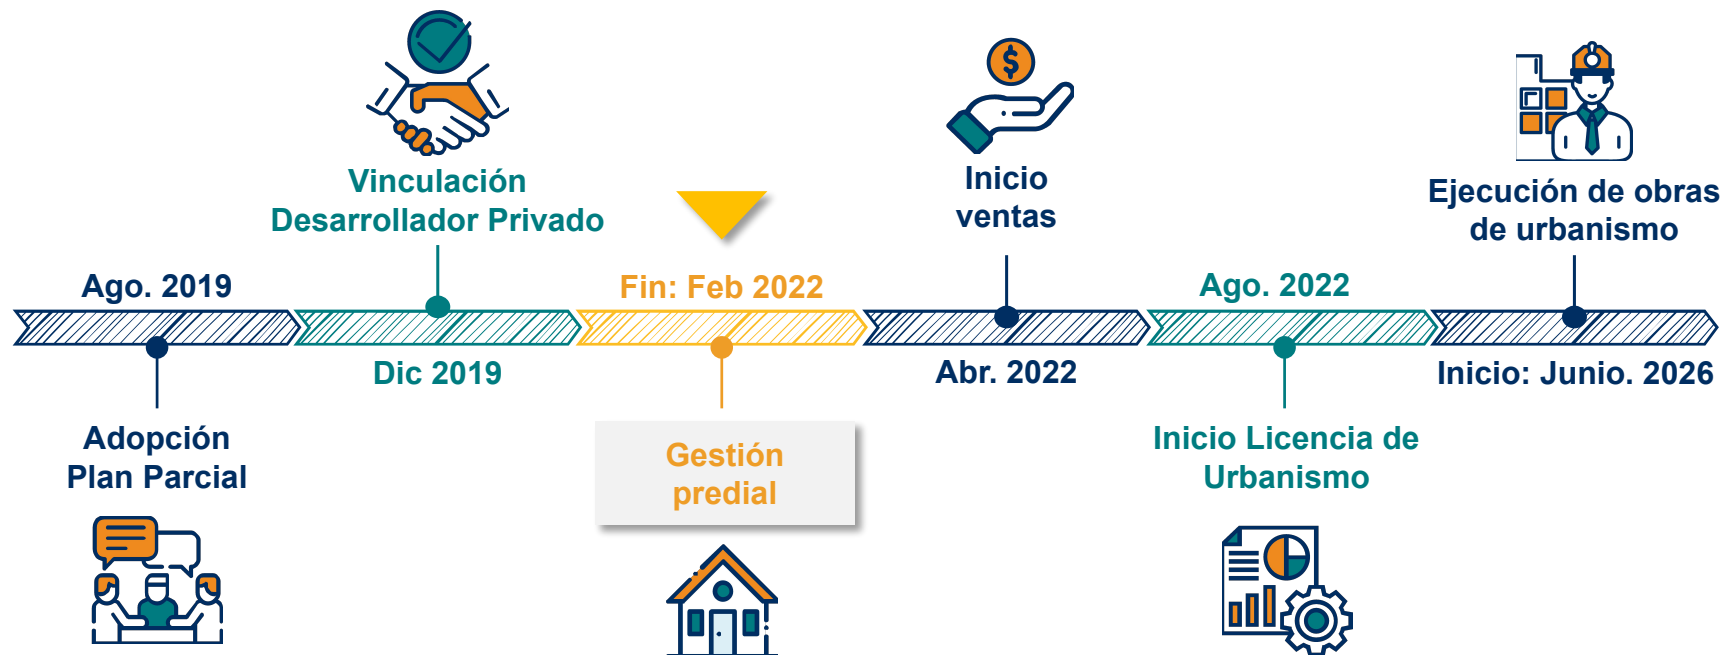 Vinculación
Desarrollador Privado
Inicio
ventas
Ejecución de obras
de urbanismo
Ago. 2019
Fin: Feb 2022
Ago. 2022
Dic 2019
Abr. 2022
Inicio: Junio. 2026
Adopción
Plan Parcial
Gestión
predial
Inicio Licencia de
Urbanismo